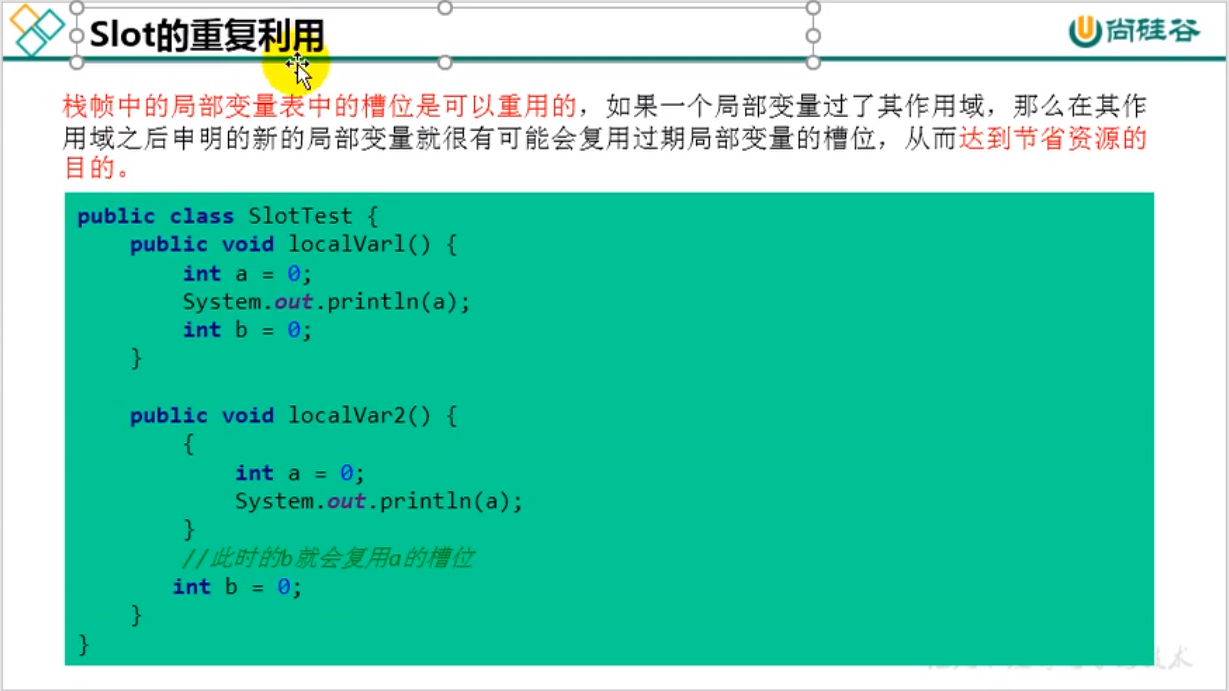 Slot的重复利用
尚硅谷
栈帧中的局部变量表中的槽位是可以重用的，如果一个局部变量过了其作用域，那么在其作
用域之后申明的新的局部变量就很有可能会复用过期局部变量的槽位，从而达到节省资源的
目的。
public class SlotTest {
public void localVarl() {
int a = 0;
System.out.println(a);
int b = 0;
}
public void localVar2() {
{
int a = 0;
System.out.println(a);
}
//此时的b就会复用a的槽位
int b = 0;
}
}
技术